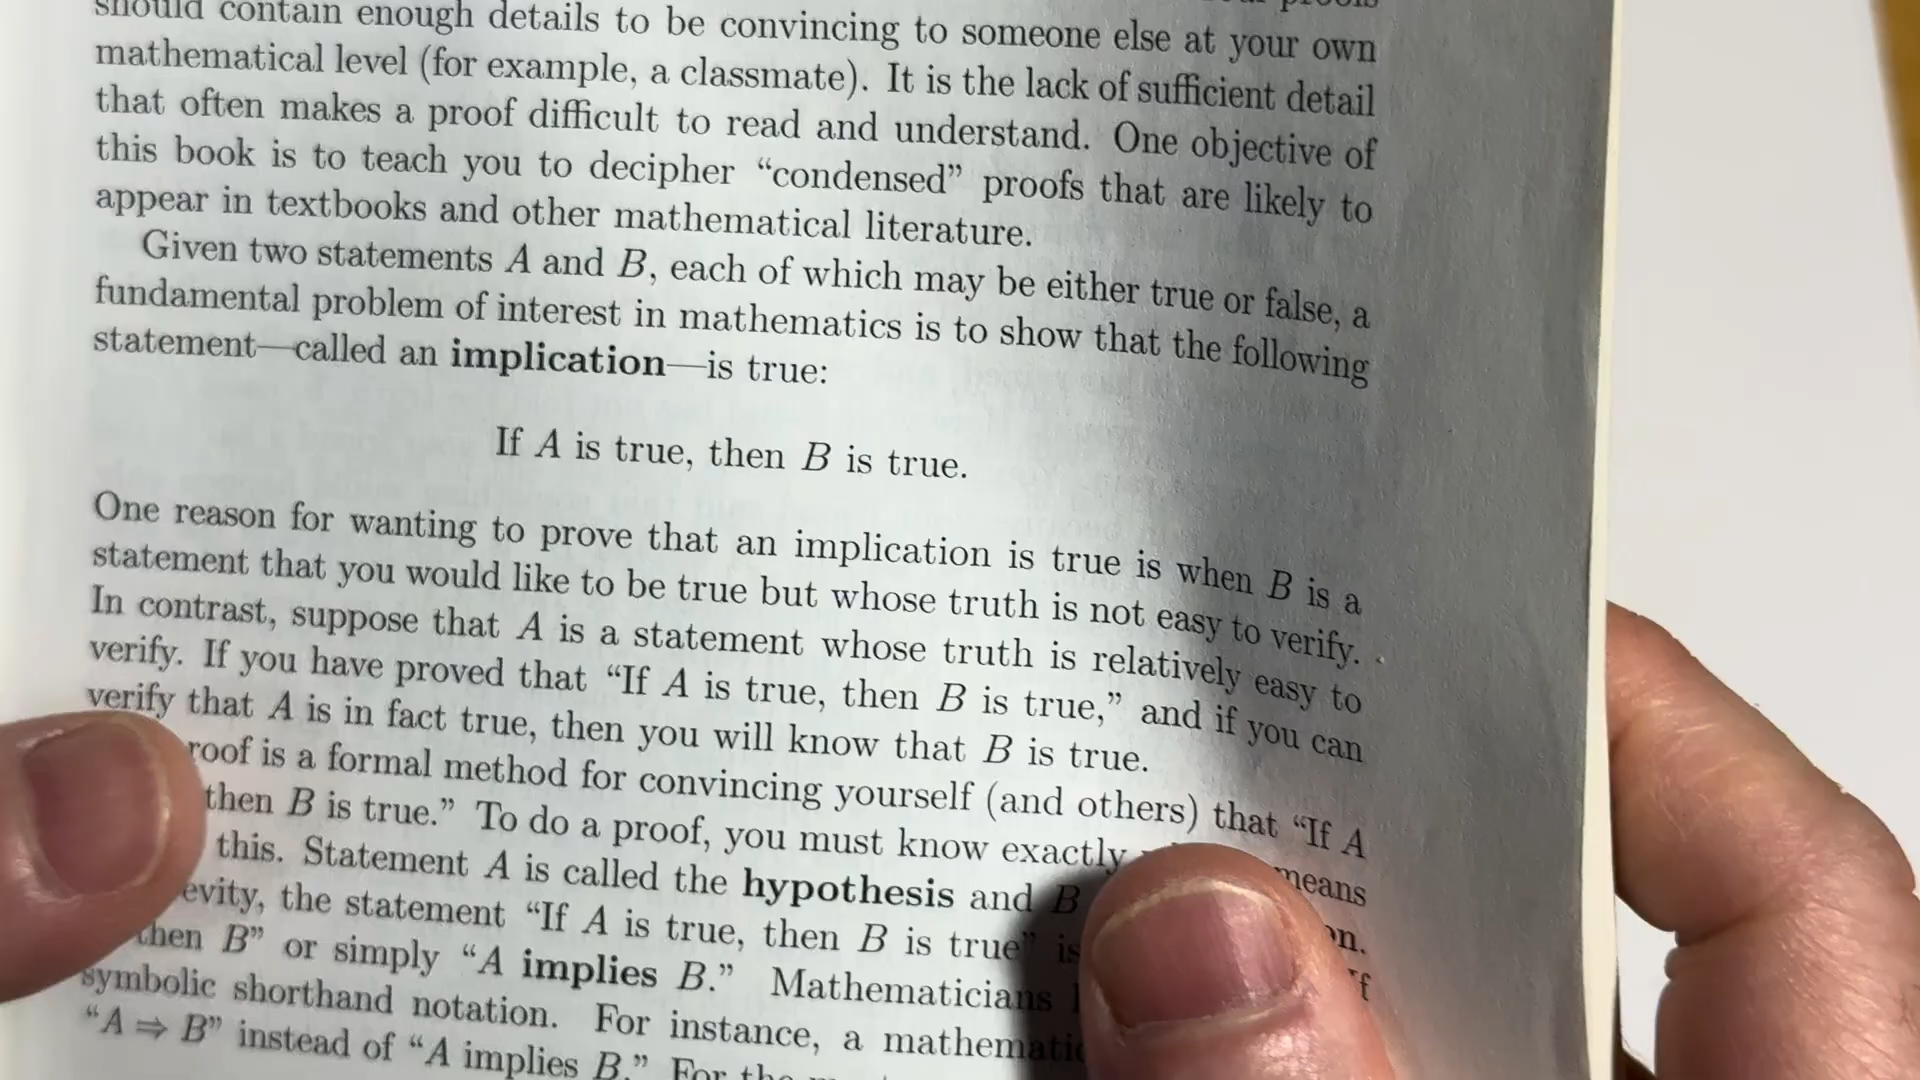 should contain enough details to be convincing to someone else at your own
mathematical level (for example, a classmate). It is the lack of sufficient detail
that often makes a proof difficult to read and understand. One objective of
this book is to teach you to decipher “condensed” proofs that are likely to
appear in textbooks and other mathematical literature.
Given two statements A and B, each of which may be either true or false, a
fundamental problem of interest in mathematics is to show that the following
statement—called an implication—is true:
If A is true, then B is true.
One reason for wanting to prove that an implication is true is when B is a
statement that you would like to be true but whose truth is not easy to verify.
In contrast, suppose that A is a statement whose truth is relatively easy to
verify. If you have proved that “If A is true, then B is true,” and if you can
verify that A is in fact true, then you will know that B is true.
roof is a formal method for convincing yourself (and others) that “If A
then B is true.” To do a proof, you must know exactly means
this. Statement A is called the hypothesis and B
evity, the statement “If A is true, then B is true” is If
then B” or simply “A implies B.” Mathematicians
symbolic shorthand notation. For instance, a
“A ⇒ B” instead of “A implies B.” For the